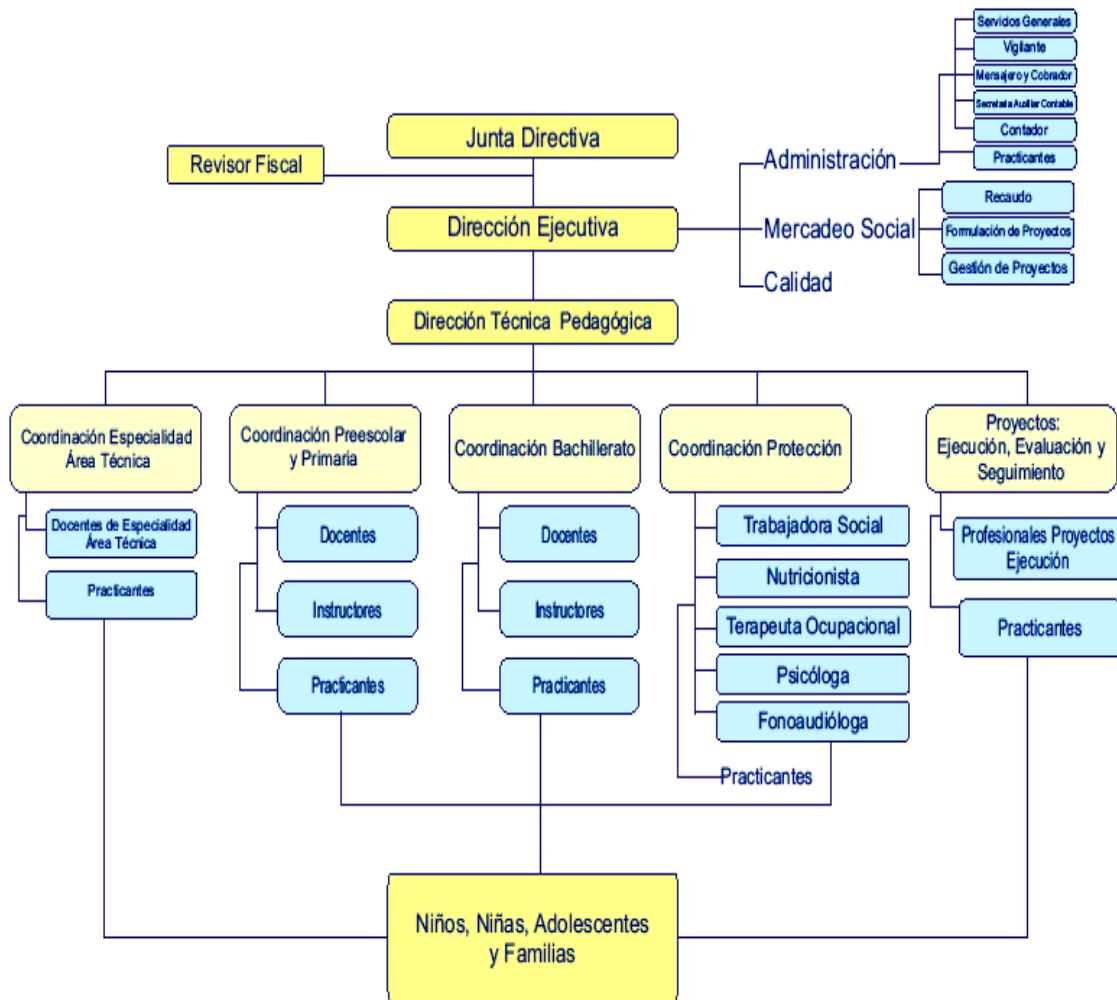 Servicios Generales
Vigilante
Mensajero y Cobrador
Secretaria Auxiliar Contable
Contador
Practicantes
Junta Directiva
Revisor Fiscal
Administración
Dirección Ejecutiva
Mercadeo Social
Calidad
Recaudo
Formulación de Proyectos
Gestión de Proyectos
Dirección Técnica Pedagógica
Coordinación Especialidad
Área Técnica
Docentes de Especialidad
Área Técnica
Practicantes
Coordinación Preescolar
y Primaria
Docentes
Instructores
Practicantes
Coordinación Bachillerato
Docentes
Instructores
Practicantes
Coordinación Protección
Trabajadora Social
Nutricionista
Terapeuta Ocupacional
Psicóloga
Fonoaudióloga
Practicantes
Proyectos:
Ejecución, Evaluación y
Seguimiento
Profesionales Proyectos
Ejecución
Practicantes
Niños, Niñas, Adolescentes
y Familias